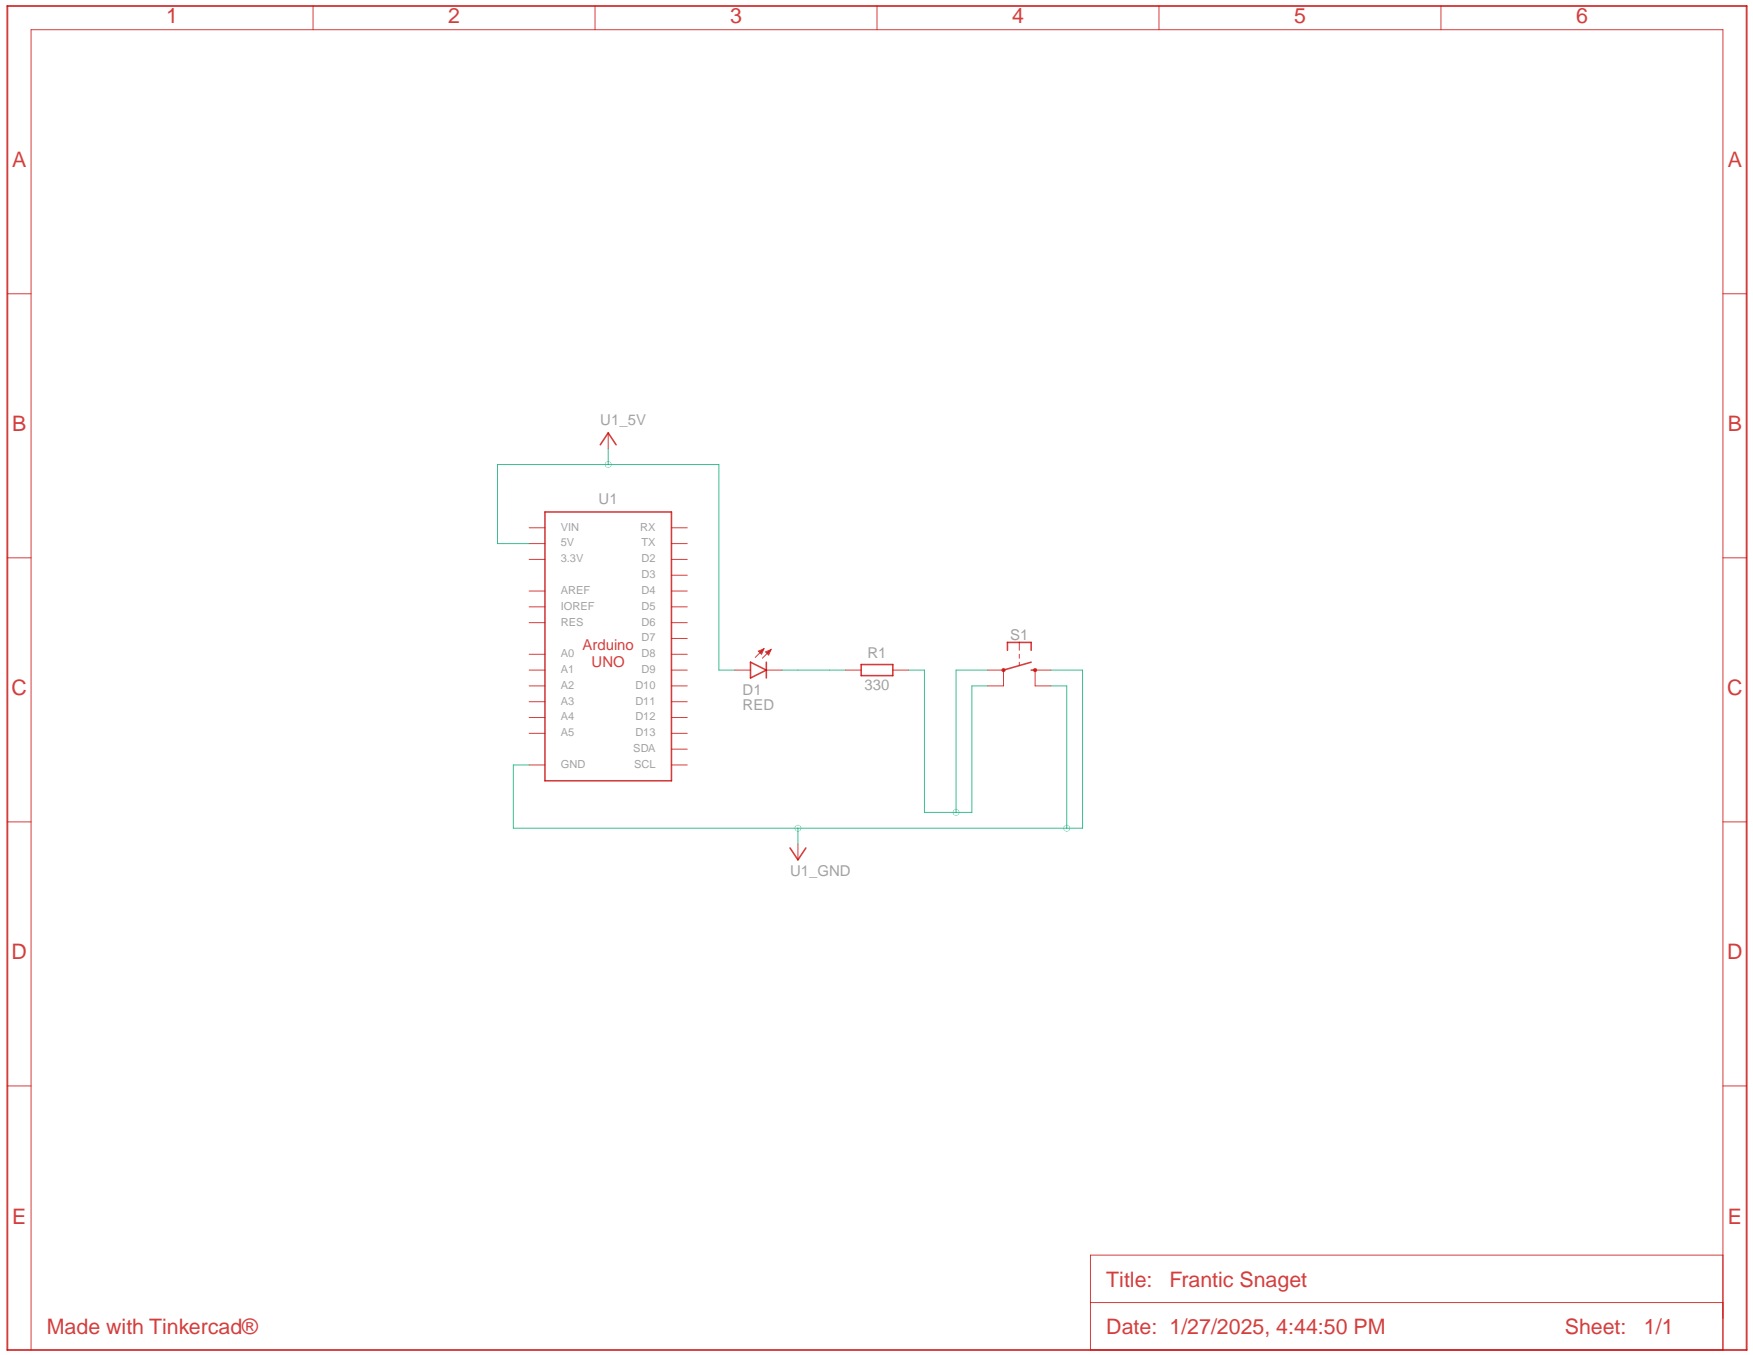 1 2 3 4 5 6
A A
B B
U1_5V
U1
VIN RX
5V TX
3.3V D2
D3
AREF D4
IOREF D5
RES D6
D7
Arduino
UNO
A0 D8
A1 D9
A2 D10
A3 D11
A4 D12
A5 D13
SDA
GND SCL
D1
RED
R1
330
S1
C C
U1_GND
D D
E E
Title: Frantic Snaget
Date: 1/27/2025, 4:44:50 PM Sheet: 1/1
Made with Tinkercad®